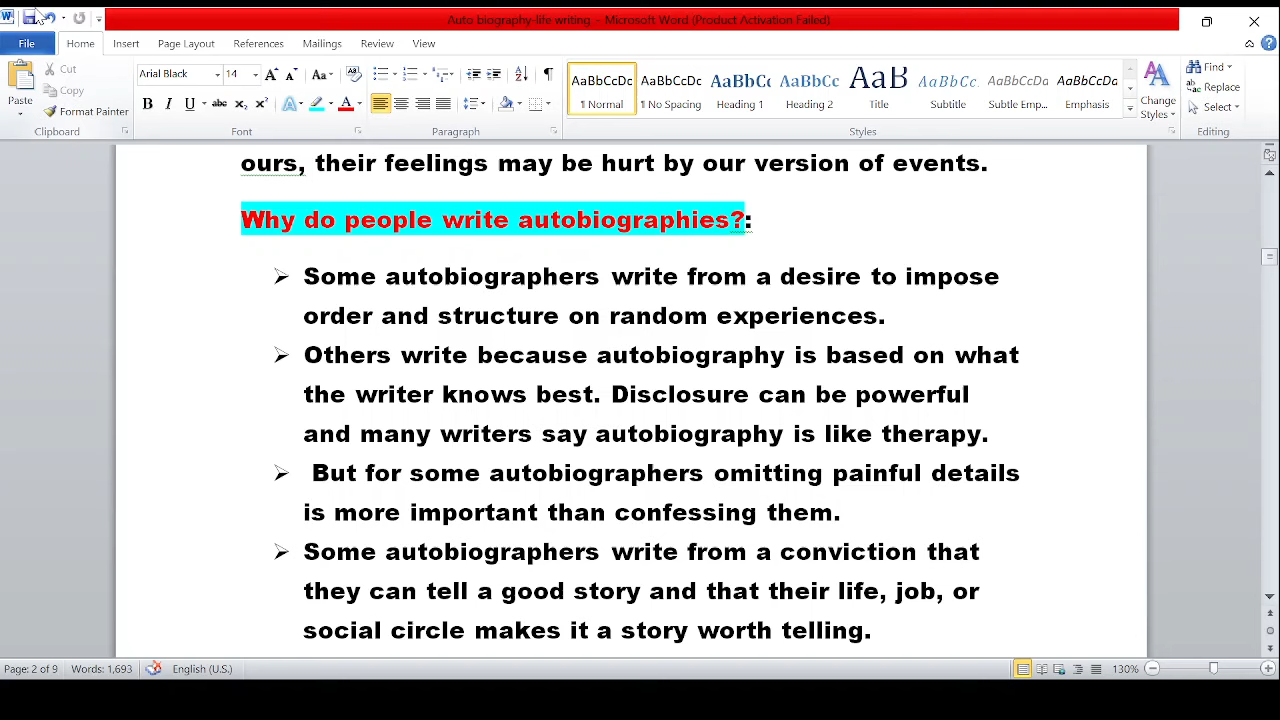 Auto biography-life writing - Microsoft Word (Product Activation Failed)
File Home Insert Page Layout References Mailings Review View
Paste
Cut
Copy
Format Painter
Clipboard
Arial Black 14
Font
Paragraph
AaBbCcDc AaBbCcDc AaBbCc AaBbCc AaB AaBbCc. AaBbCcDc AaBbCcDc
¶ Normal ¶ No Spacing Heading 1 Heading 2 Title Subtitle Subtle Em... Emphasis
Change Styles
Styles
Find
Replace
Select
Editing
ours, their feelings may be hurt by our version of events.
Why do people write autobiographies?:
Some autobiographers write from a desire to impose
order and structure on random experiences.
Others write because autobiography is based on what
the writer knows best. Disclosure can be powerful
and many writers say autobiography is like therapy.
But for some autobiographers omitting painful details
is more important than confessing them.
Some autobiographers write from a conviction that
they can tell a good story and that their life, job, or
social circle makes it a story worth telling.
Page: 2 of 9 Words: 1,693 English (U.S.) 130%